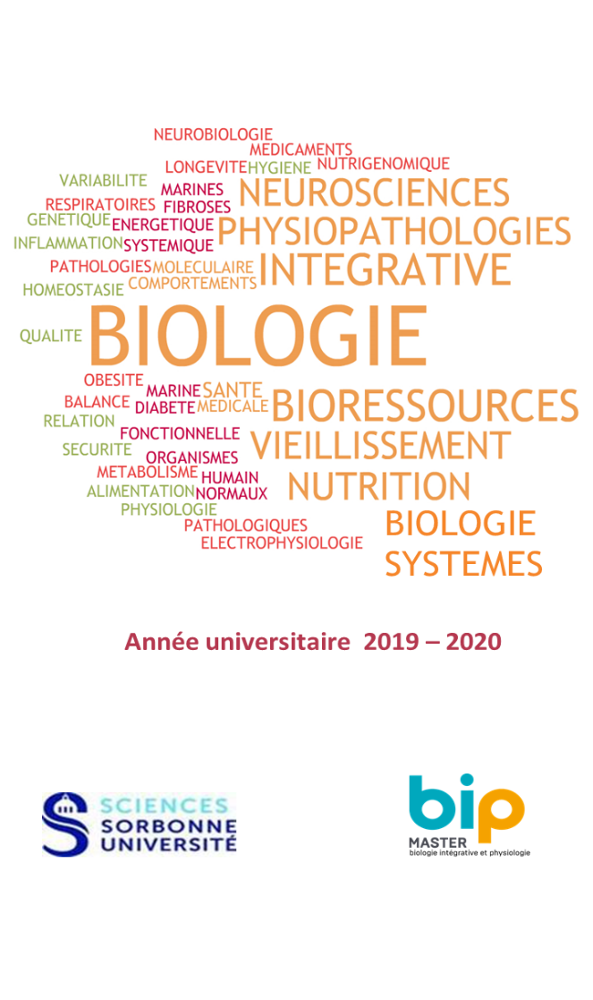 NEUROBIOLOGIE
MEDICAMENTS
LONGEVITE HYGIENE NUTRIGENOMIQUE
VARIABILITE MARINES NEUROSCIENCES
RESPIRATOIRES FIBROSES
GENETIQUE ENERGETIQUE PHYSIOPATHOLOGIES
INFLAMMATION SYSTEMIQUE
PATHOLOGIES MOLECULAIRE INTEGRATIVE
HOMEOSTASIE COMPORTEMENTS
QUALITE BIOLOGIE
OBESITE MARINE SANTE
BALANCE DIABETE MEDICALE BIORESSOURCES
RELATION
FONCTIONNELLE VIEILLISSEMENT
SECURITE ORGANISMES
METABOLISME HUMAIN NUTRITION
ALIMENTATION NORMAUX
PHYSIOLOGIE
PATHOLOGIQUES BIOLOGIE
ELECTROPHYSIOLOGIE
SYSTEMES
Année universitaire 2019 – 2020
SCIENCES
SORBONNE
UNIVERSITÉ
bip
MASTER
biologie intégrative et physiologie